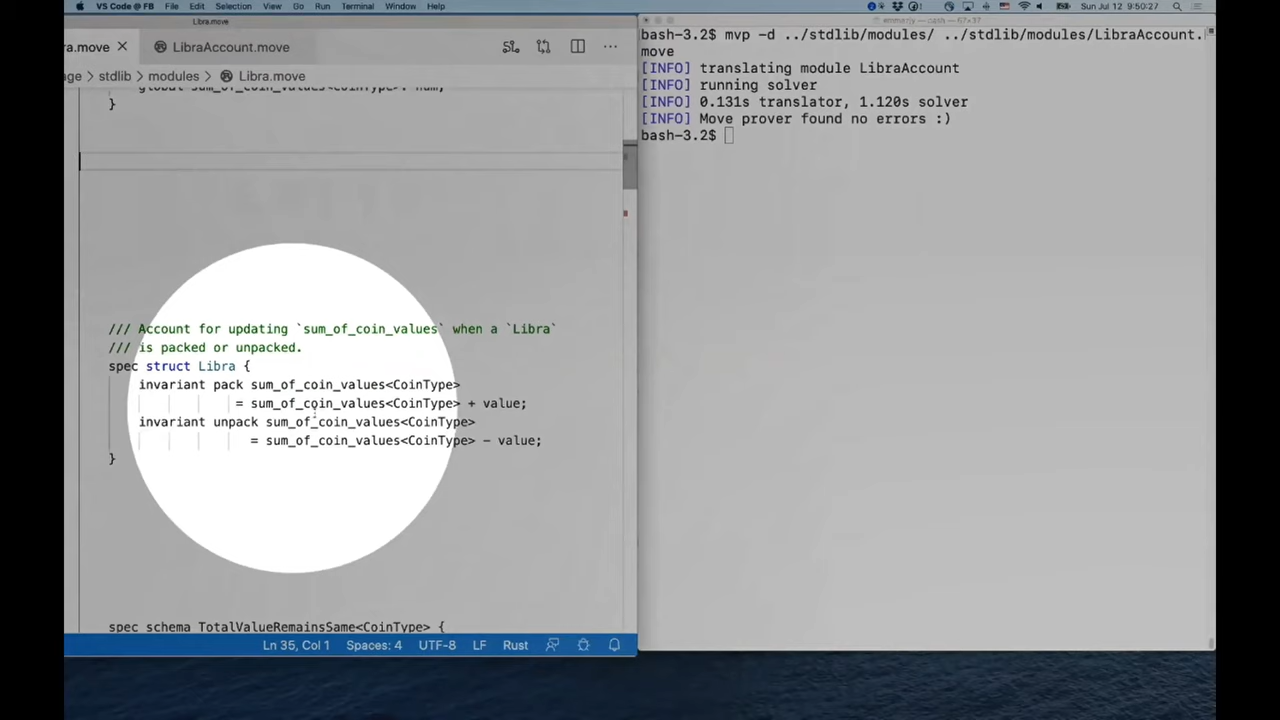 VS Code @ FB File Edit Selection View Go Run Terminal Window Help Sun Jul 12 9:50:27
Libra.move
ra.move LibraAccount.move
age > stdlib > modules > Libra.move
global sum_of_coin_values<CoinType>: num;
}
/// Account for updating `sum_of_coin_values` when a `Libra`
/// is packed or unpacked.
spec struct Libra {
invariant pack sum_of_coin_values<CoinType>
= sum_of_coin_values<CoinType> + value;
invariant unpack sum_of_coin_values<CoinType>
= sum_of_coin_values<CoinType> - value;
}
spec schema TotalValueRemainsSame<CoinType> {
Ln 35, Col 1 Spaces: 4 UTF-8 LF Rust
bash-3.2$ mvp -d ../stdlib/modules/ ../stdlib/modules/LibraAccount.
move
[INFO] translating module LibraAccount
[INFO] running solver
[INFO] 0.131s translator, 1.120s solver
[INFO] Move prover found no errors :)
bash-3.2$